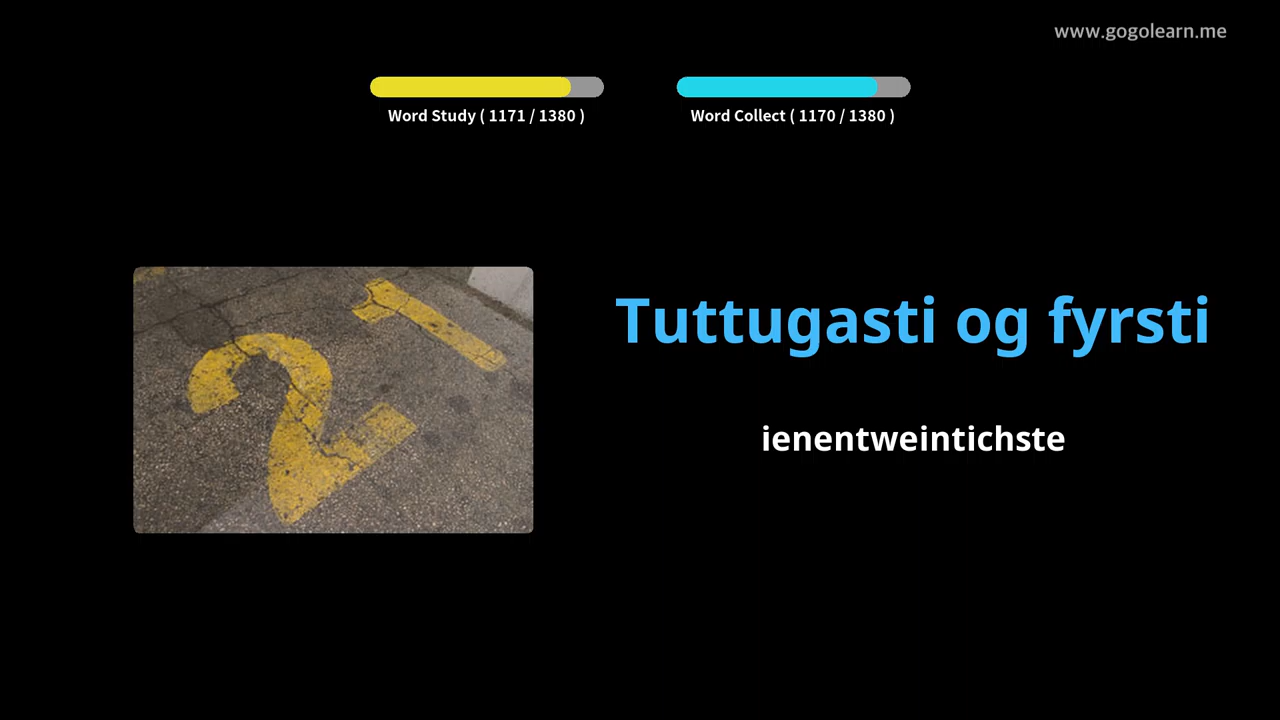 www.gogolearn.me
Word Study ( 1171 / 1380 )
Word Collect ( 1170 / 1380 )
21
Tuttugasti og fyrsti
ienentweintichste